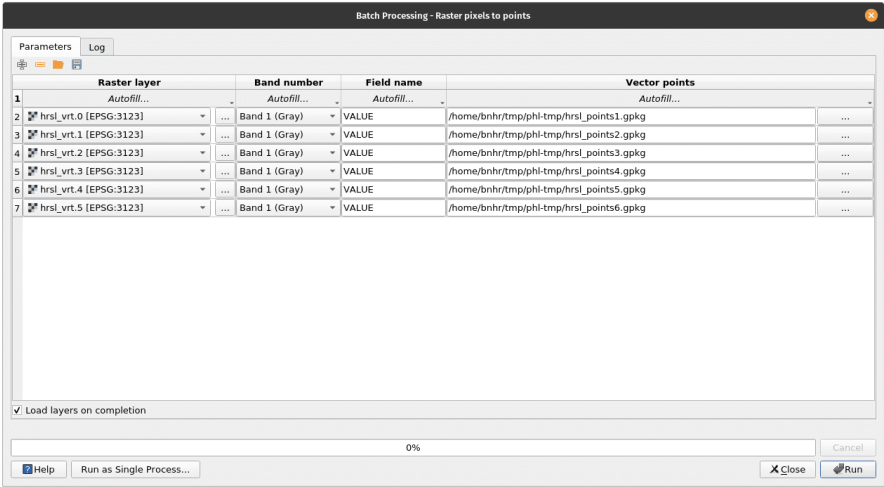 Batch Processing - Raster pixels to points
Parameters Log
Raster layer Band number Field name Vector points
1 Autofill... Autofill... Autofill... Autofill...
2 hrsl_vrt.0 [EPSG:3123] ... Band 1 (Gray) VALUE /home/bnhr/tmp/phl-tmp/hrsl_points1.gpkg ...
3 hrsl_vrt.1 [EPSG:3123] ... Band 1 (Gray) VALUE /home/bnhr/tmp/phl-tmp/hrsl_points2.gpkg ...
4 hrsl_vrt.2 [EPSG:3123] ... Band 1 (Gray) VALUE /home/bnhr/tmp/phl-tmp/hrsl_points3.gpkg ...
5 hrsl_vrt.3 [EPSG:3123] ... Band 1 (Gray) VALUE /home/bnhr/tmp/phl-tmp/hrsl_points4.gpkg ...
6 hrsl_vrt.4 [EPSG:3123] ... Band 1 (Gray) VALUE /home/bnhr/tmp/phl-tmp/hrsl_points5.gpkg ...
7 hrsl_vrt.5 [EPSG:3123] ... Band 1 (Gray) VALUE /home/bnhr/tmp/phl-tmp/hrsl_points6.gpkg ...
Load layers on completion
0% Cancel
Help Run as Single Process... Close Run